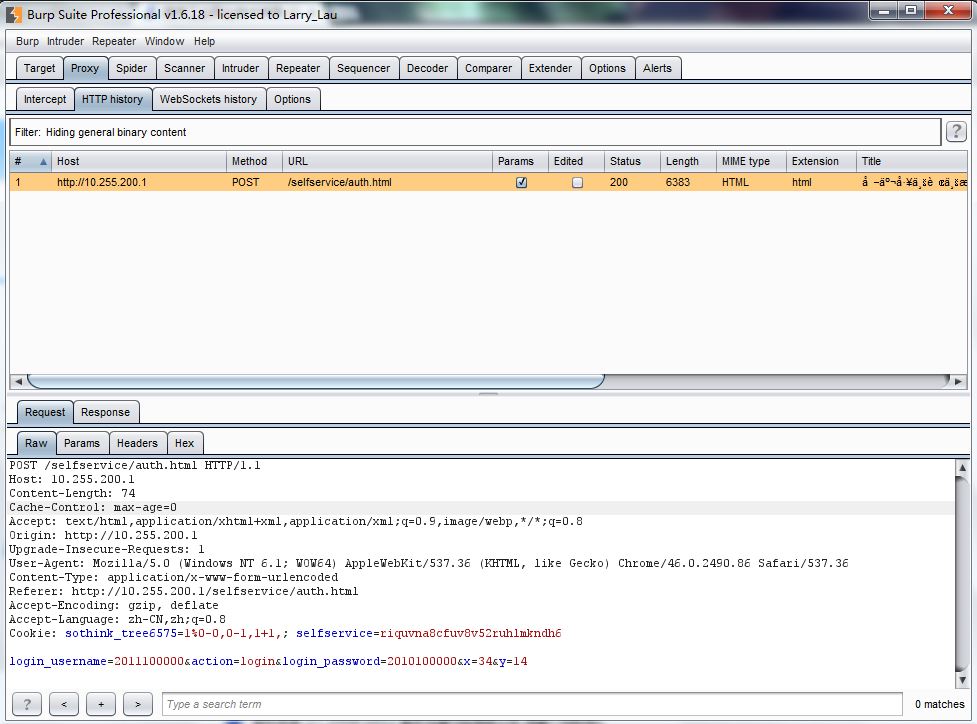 Burp Suite Professional v1.6.18 - licensed to Larry_Lau
Burp Intruder Repeater Window Help
Target Proxy Spider Scanner Intruder Repeater Sequencer Decoder Comparer Extender Options Alerts
Intercept HTTP history WebSockets history Options
Filter: Hiding general binary content
?
# Host Method URL Params Edited Status Length MIME type Extension Title
1 http://10.255.200.1 POST /selfservice/auth.html 200 6383 HTML html
Request Response
Raw Params Headers Hex
POST /selfservice/auth.html HTTP/1.1
Host: 10.255.200.1
Content-Length: 74
Cache-Control: max-age=0
Accept: text/html,application/xhtml+xml,application/xml;q=0.9,image/webp,*/*;q=0.8
Origin: http://10.255.200.1
Upgrade-Insecure-Requests: 1
User-Agent: Mozilla/5.0 (Windows NT 6.1; WOW64) AppleWebKit/537.36 (KHTML, like Gecko) Chrome/46.0.2490.86 Safari/537.36
Content-Type: application/x-www-form-urlencoded
Referer: http://10.255.200.1/selfservice/auth.html
Accept-Encoding: gzip, deflate
Accept-Language: zh-CN,zh;q=0.8
Cookie: sothink_tree6575=1%0-0,0-1,1+1,; selfservice=riquvna8cfuv8v52ruhlmkndh6
login_username=2011100000&action=login&login_password=2010100000&x=34&y=14
? < + > Type a search term 0 matches